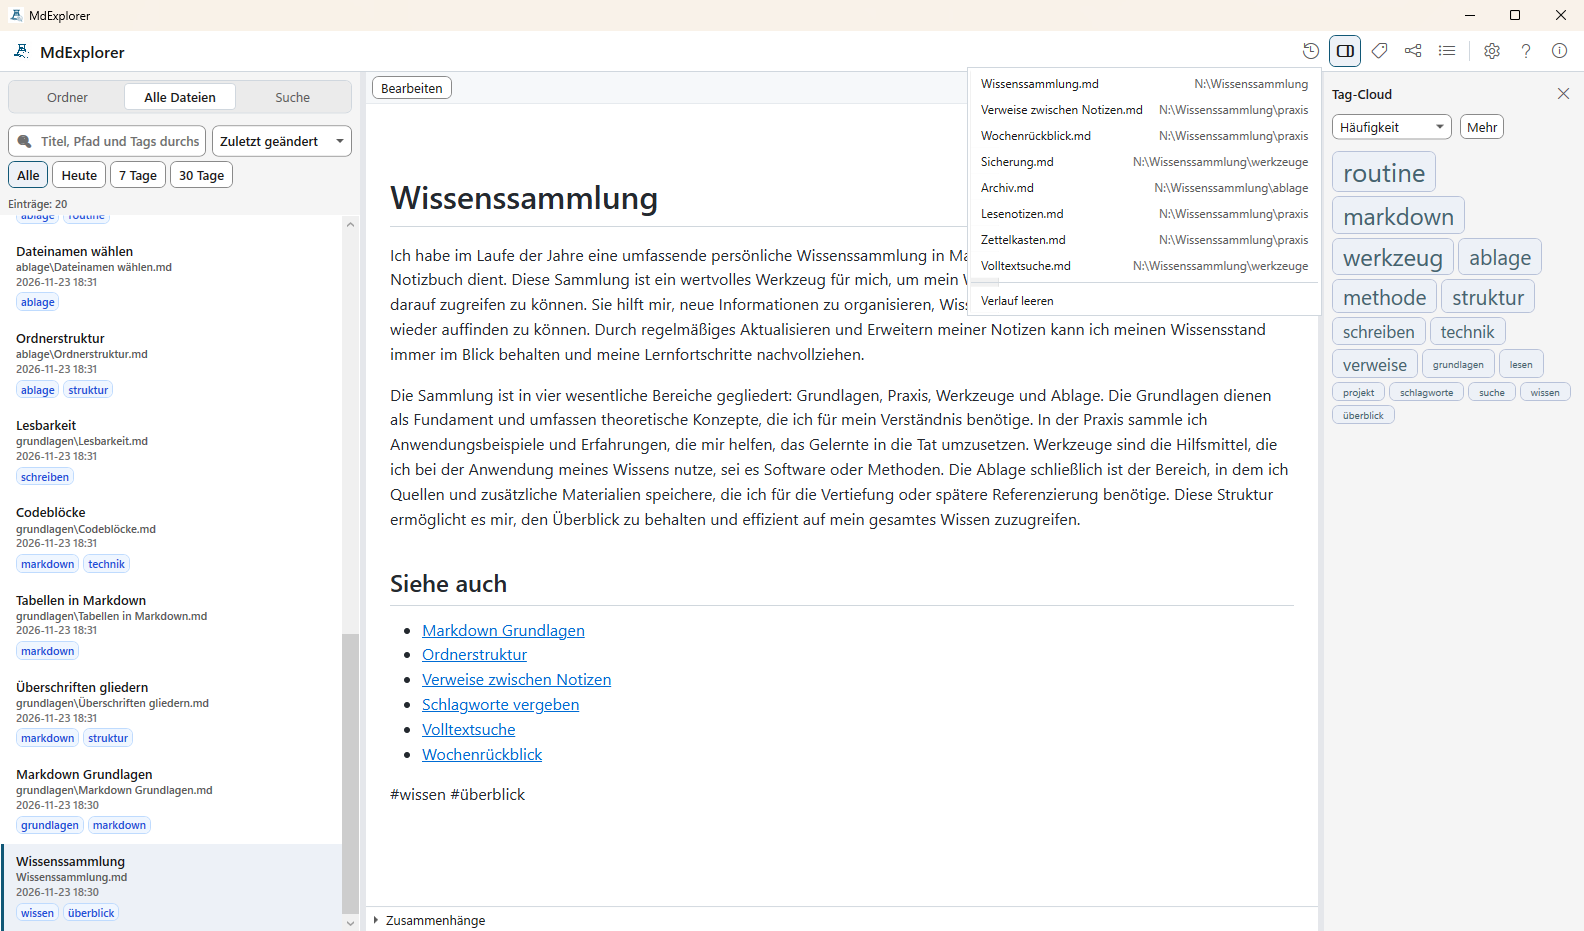 MdExplorer
MdExplorer
Ordner Alle Dateien Suche
Titel, Pfad und Tags durchs Zuletzt geändert
Alle Heute 7 Tage 30 Tage
Einträge: 20
ablage routine
Dateinamen wählen
ablage\Dateinamen wählen.md
2026-11-23 18:31
ablage
Ordnerstruktur
ablage\Ordnerstruktur.md
2026-11-23 18:31
ablage struktur
Lesbarkeit
grundlagen\Lesbarkeit.md
2026-11-23 18:31
schreiben
Codeblöcke
grundlagen\Codeblöcke.md
2026-11-23 18:31
markdown technik
Tabellen in Markdown
grundlagen\Tabellen in Markdown.md
2026-11-23 18:31
markdown
Überschriften gliedern
grundlagen\Überschriften gliedern.md
2026-11-23 18:31
markdown struktur
Markdown Grundlagen
grundlagen\Markdown Grundlagen.md
2026-11-23 18:30
grundlagen markdown
Wissenssammlung
Wissenssammlung.md
2026-11-23 18:30
wissen überblick
Bearbeiten
Wissenssammlung
Ich habe im Laufe der Jahre eine umfassende persönliche Wissenssammlung in Ma
Notizbuch dient. Diese Sammlung ist ein wertvolles Werkzeug für mich, um mein W
darauf zugreifen zu können. Sie hilft mir, neue Informationen zu organisieren, Wiss
wieder auffinden zu können. Durch regelmäßiges Aktualisieren und Erweitern meiner Notizen kann ich meinen Wissensstand
immer im Blick behalten und meine Lernfortschritte nachvollziehen.
Die Sammlung ist in vier wesentliche Bereiche gegliedert: Grundlagen, Praxis, Werkzeuge und Ablage. Die Grundlagen dienen
als Fundament und umfassen theoretische Konzepte, die ich für mein Verständnis benötige. In der Praxis sammle ich
Anwendungsbeispiele und Erfahrungen, die mir helfen, das Gelernte in die Tat umzusetzen. Werkzeuge sind die Hilfsmittel, die
ich bei der Anwendung meines Wissens nutze, sei es Software oder Methoden. Die Ablage schließlich ist der Bereich, in dem ich
Quellen und zusätzliche Materialien speichere, die ich für die Vertiefung oder spätere Referenzierung benötige. Diese Struktur
ermöglicht es mir, den Überblick zu behalten und effizient auf mein gesamtes Wissen zuzugreifen.
Siehe auch
Markdown Grundlagen
Ordnerstruktur
Verweise zwischen Notizen
Schlagworte vergeben
Volltextsuche
Wochenrückblick
#wissen #überblick
Zusammenhänge
Wissenssammlung.md N:\Wissenssammlung
Verweise zwischen Notizen.md N:\Wissenssammlung\praxis
Wochenrückblick.md N:\Wissenssammlung\praxis
Sicherung.md N:\Wissenssammlung\werkzeuge
Archiv.md N:\Wissenssammlung\ablage
Lesenotizen.md N:\Wissenssammlung\praxis
Zettelkasten.md N:\Wissenssammlung\praxis
Volltextsuche.md N:\Wissenssammlung\werkzeuge
Verlauf leeren
Tag-Cloud
Häufigkeit Mehr
routine
markdown
werkzeug ablage
methode struktur
schreiben technik
verweise grundlagen lesen
projekt schlagworte suche wissen
überblick